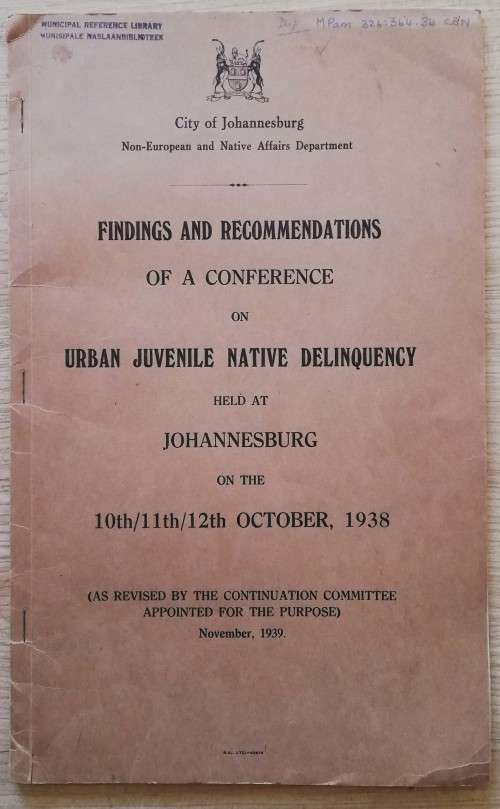 MUNICIPAL REFERENCE LIBRARY
MUNISIPALE NASLAANBIBLIOTEEK
MPam
City of Johannesburg
Non-European and Native Affairs Department
FINDINGS AND RECOMMENDATIONS
OF A CONFERENCE
ON
URBAN JUVENILE NATIVE DELINQUENCY
HELD AT
JOHANNESBURG
ON THE
10th/11th/12th OCTOBER, 1938
(AS REVISED BY THE CONTINUATION COMMITTEE
APPOINTED FOR THE PURPOSE)
November, 1939.